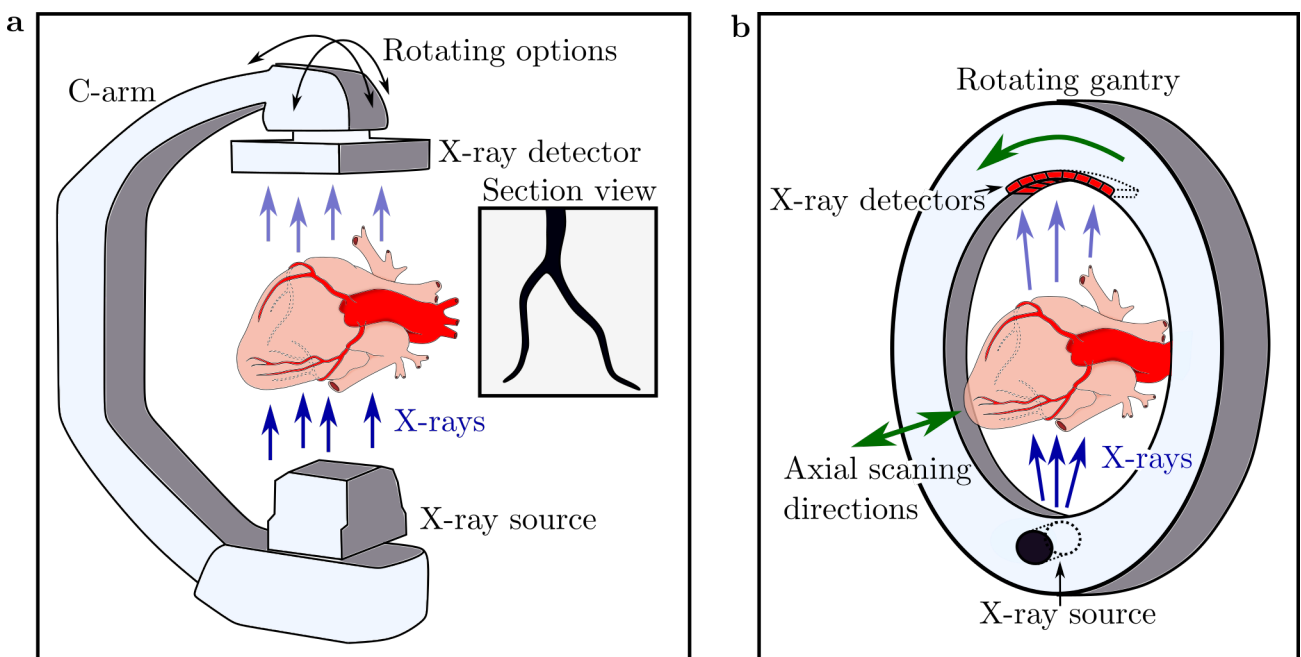 a
Rotating options
C-arm
X-ray detector
Section view
X-rays
X-ray source
b
Rotating gantry
X-ray detectors
X-rays
Axial scaning
directions
X-ray source